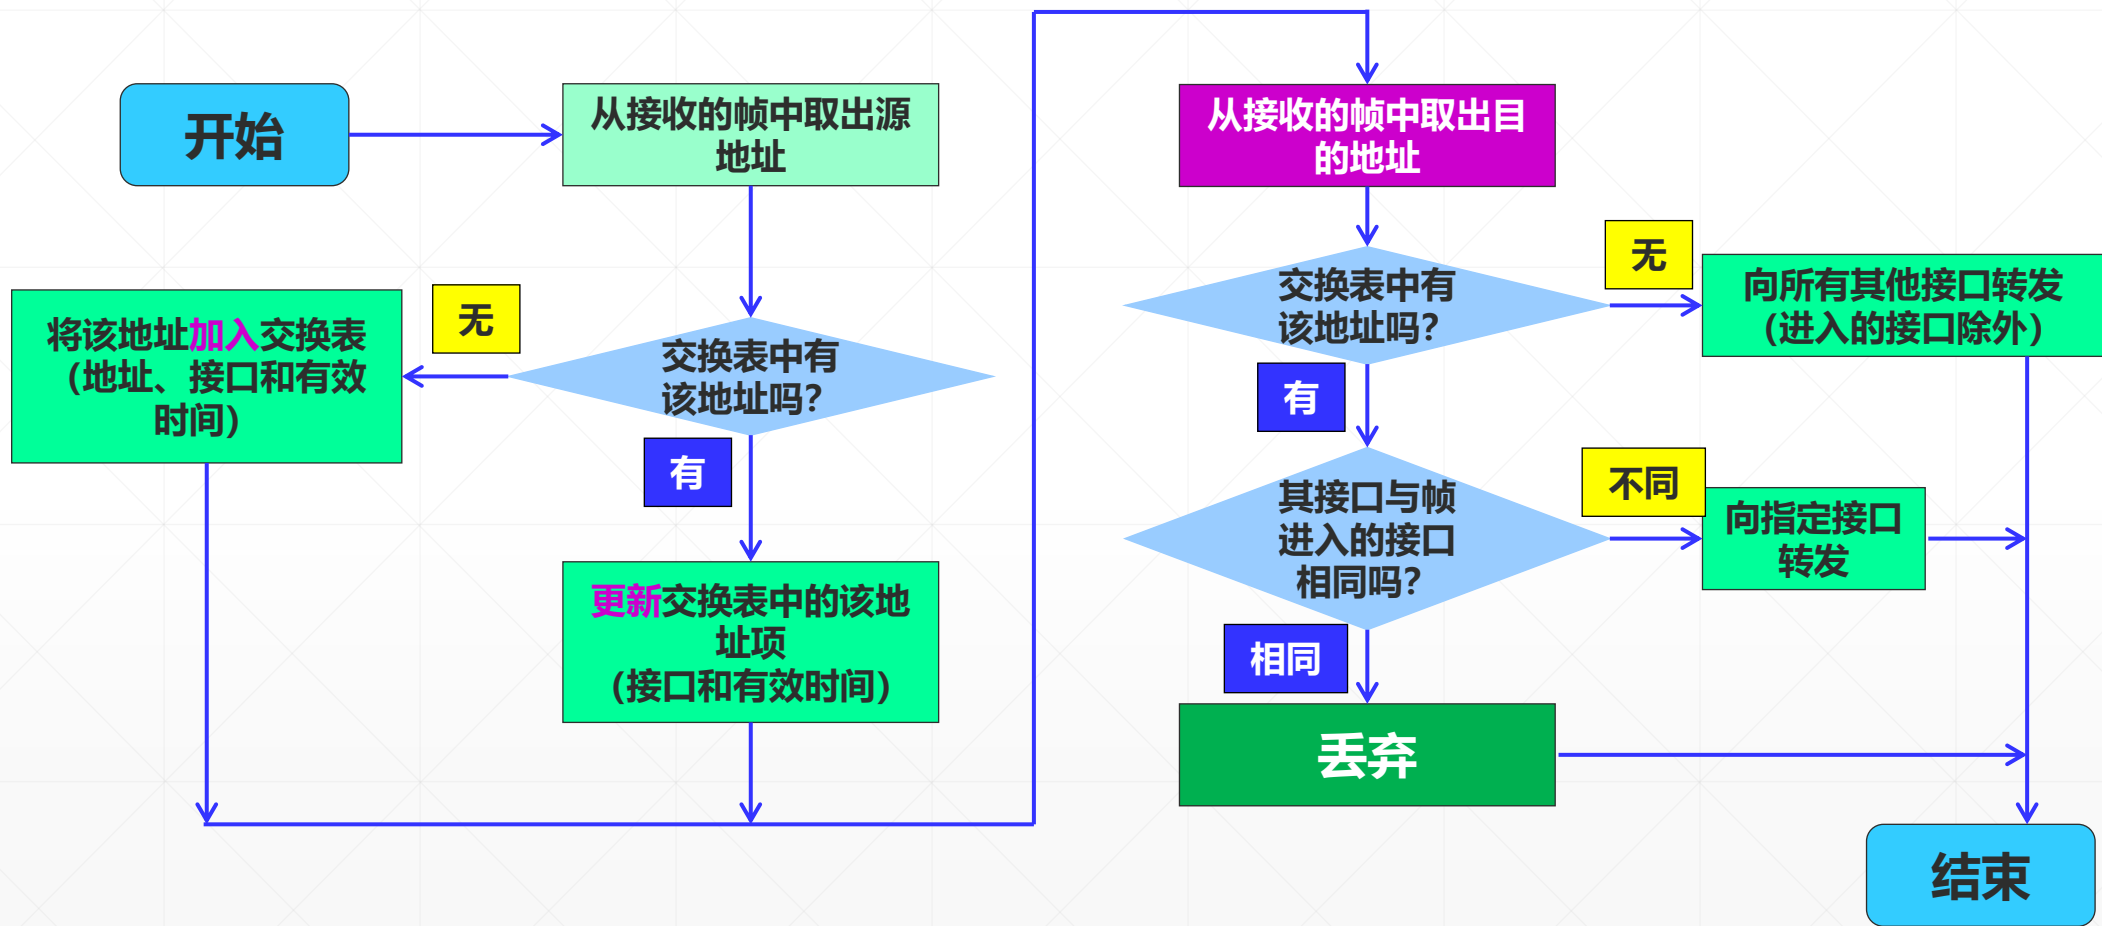 开始
从接收的帧中取出源
地址
无
将该地址加入交换表
（地址、接口和有效
时间）
交换表中有
该地址吗？
有
更新交换表中的该地
址项
（接口和有效时间）
从接收的帧中取出目
的地址
交换表中有
该地址吗？
无
向所有其他接口转发
（进入的接口除外）
有
其接口与帧
进入的接口
相同吗？
不同
向指定接口
转发
相同
丢弃
结束